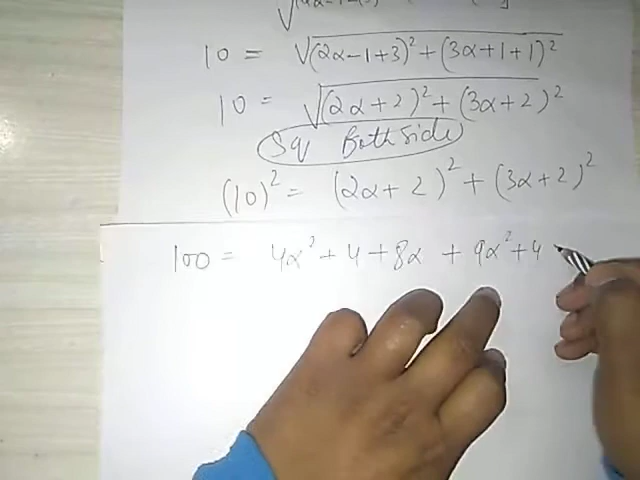 10 = √(2α-1+3)² + (3α+1+1)²
10 = √(2α+2)² + (3α+2)²
Sq Both side
(10)² = (2α+2)² + (3α+2)²
100 = 4α² + 4 + 8α + 9α² + 4